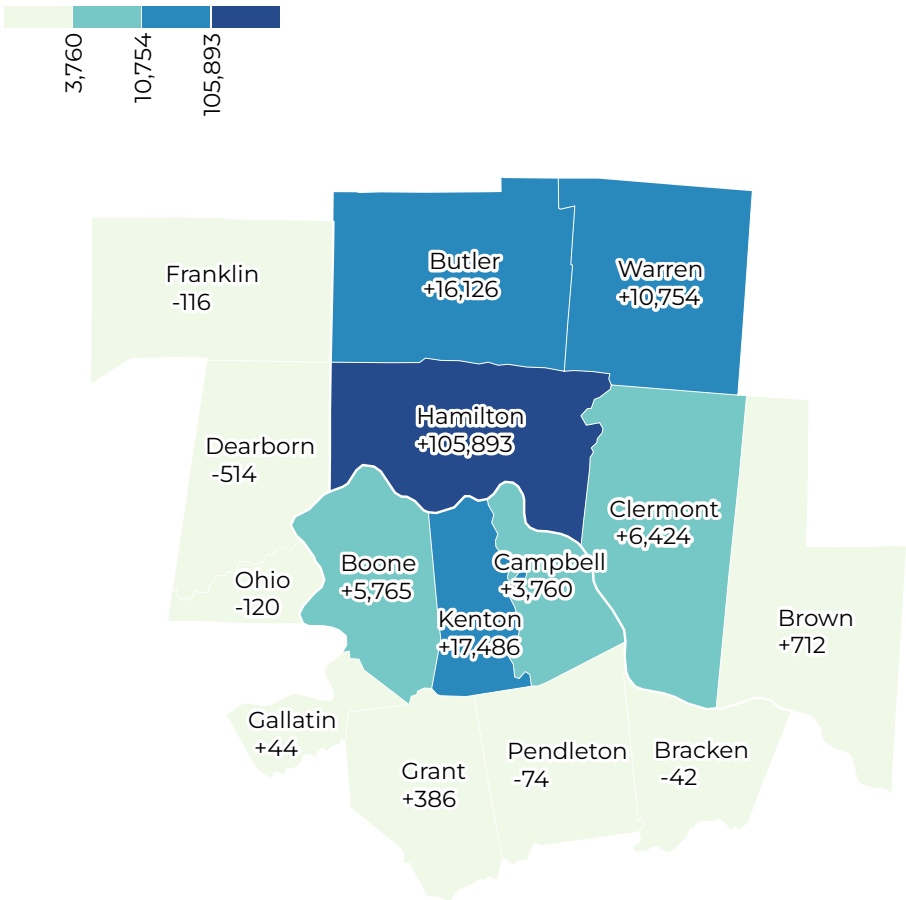 3,760
10,754
105,893
Butler
+16,126
Warren
+10,754
Franklin
-116
Hamilton
+105,893
Dearborn
-514
Clermont
+6,424
Boone
+5,765
Campbell
+3,760
Ohio
-120
Kenton
+17,486
Brown
+712
Gallatin
+44
Pendleton
-74
Bracken
-42
Grant
+386